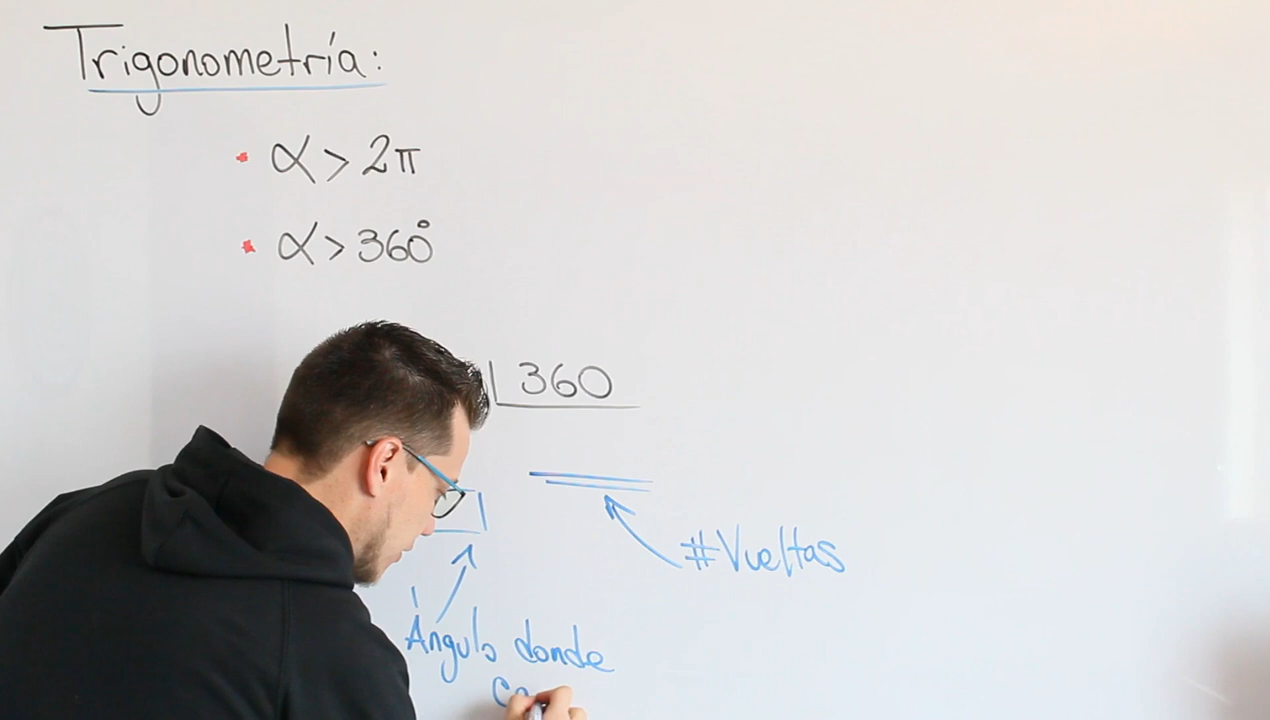 Trigonometría:
α > 2π
α > 360°
360
#Vueltas
Ángulo donde